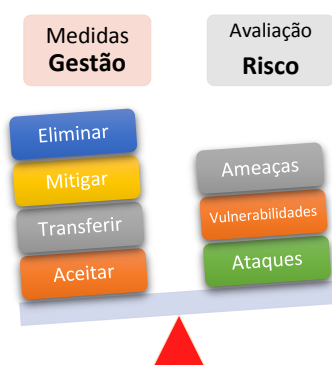 Medidas
Gestão
Avaliação
Risco
Eliminar
Mitigar
Transferir
Aceitar
Ameaças
Vulnerabilidades
Ataques